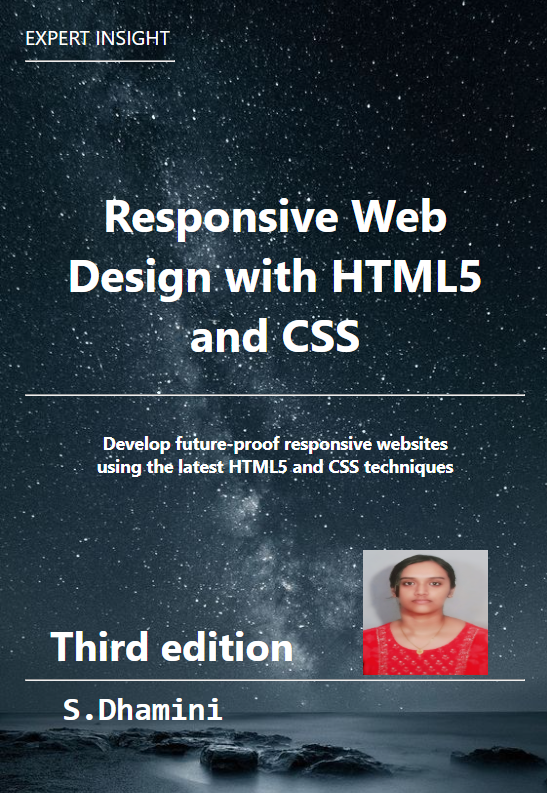 EXPERT INSIGHT
Responsive Web
Design with HTML5
and CSS
Develop future-proof responsive websites
using the latest HTML5 and CSS techniques
Third edition
S.Dhamini